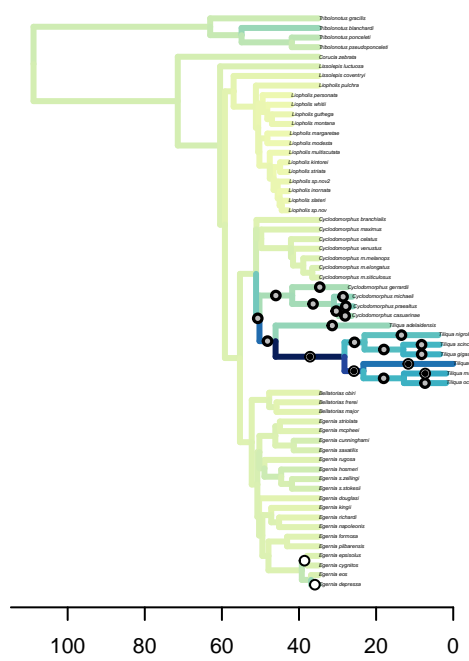 Tribolonotus gracilis
Tribolonotus blanchardi
Tribolonotus ponceleti
Tribolonotus pseudoponceleti
Corucia zebrata
Lissolepis luctuosa
Lissolepis coventryi
Liopholis pulchra
Liopholis personata
Liopholis whitii
Liopholis guthega
Liopholis montana
Liopholis margaretae
Liopholis modesta
Liopholis multiscutata
Liopholis kintorei
Liopholis striata
Liopholis sp.nov2
Liopholis inornata
Liopholis slateri
Liopholis sp.nov
Cyclodomorphus branchialis
Cyclodomorphus maximus
Cyclodomorphus celatus
Cyclodomorphus venustus
Cyclodomorphus m.melanops
Cyclodomorphus m.elongatus
Cyclodomorphus m.siticulosus
Cyclodomorphus gerrardii
Cyclodomorphus michaeli
Cyclodomorphus praealtus
Cyclodomorphus casuarinae
Tiliqua adelaidensis
Tiliqua nigrol
Tiliqua scinc
Tiliqua gigas
Tiliqua
Tiliqua
Tiliqua oc
Bellatorias obiri
Bellatorias frerei
Bellatorias major
Egernia striolata
Egernia mcpheei
Egernia cunninghami
Egernia saxatilis
Egernia rugosa
Egernia hosmeri
Egernia s.zellingi
Egernia s.stokesii
Egernia douglasi
Egernia kingii
Egernia richardi
Egernia napoleonis
Egernia formosa
Egernia pilbarensis
Egernia episolus
Egernia cygnitos
Egernia eos
Egernia depressa
100 80 60 40 20 0